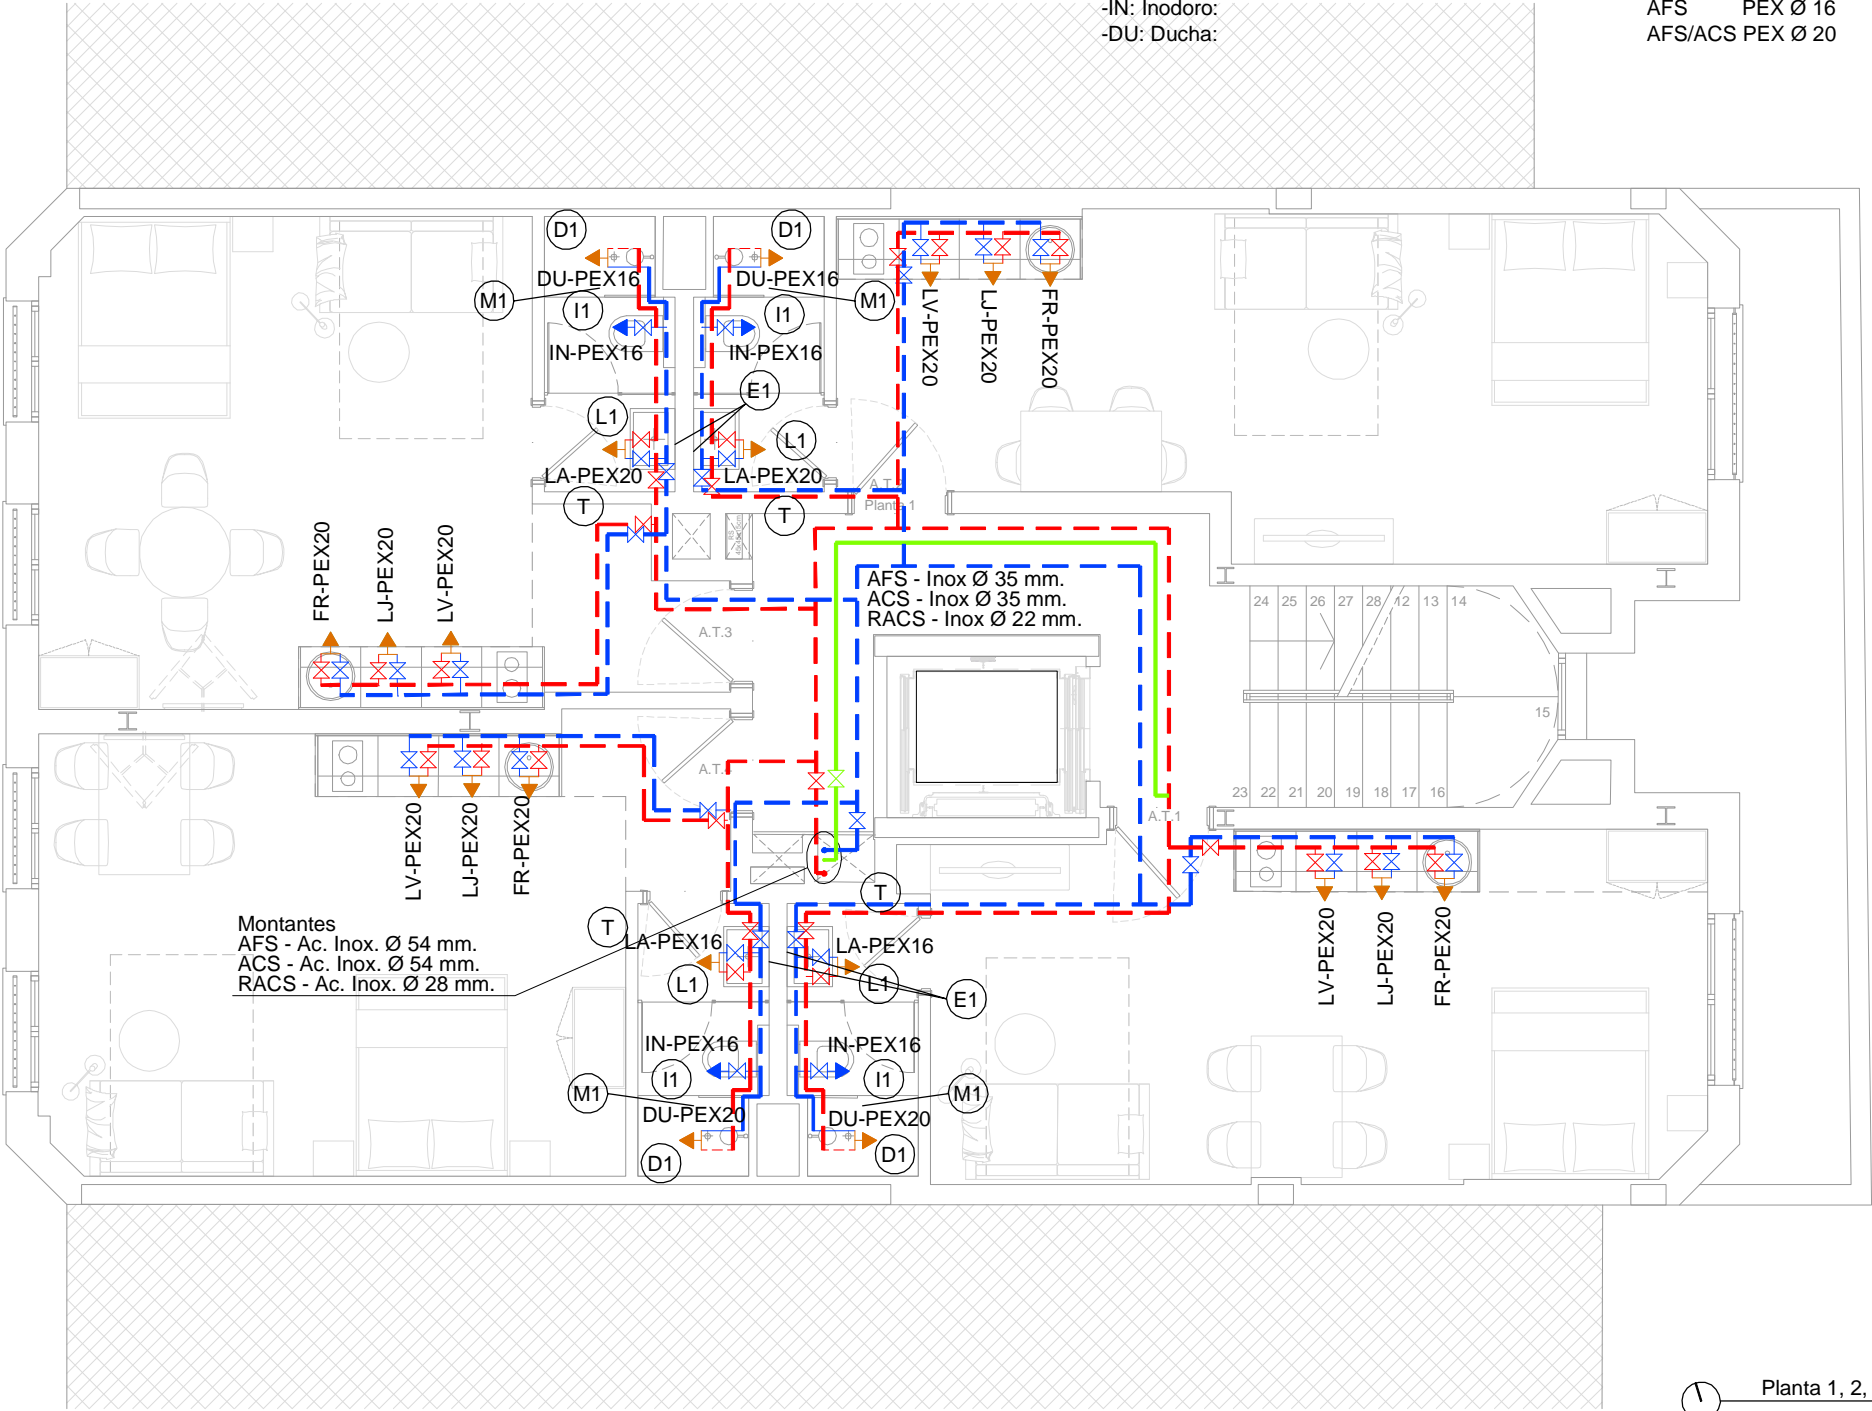 -IN: Inodoro:
AFS PEX Ø 16
-DU: Ducha:
AFS/ACS PEX Ø 20
D1
D1
DU-PEX16
DU-PEX16
M1
M1
I1
I1
IN-PEX16
IN-PEX16
LV-PEX20
LJ-PEX20
FR-PEX20
E1
L1
L1
LA-PEX20
LA-PEX20
T
T
A.T.
Planta 1
FR-PEX20
LJ-PEX20
LV-PEX20
AFS - Inox Ø 35 mm.
ACS - Inox Ø 35 mm.
RACS - Inox Ø 22 mm.
A.T.3
24 25 26 27 28 12 13 14
15
23 22 21 20 19 18 17 16
A.T.
A.T.1
LV-PEX20
LJ-PEX20
FR-PEX20
T
T
Montantes
AFS - Ac. Inox. Ø 54 mm.
ACS - Ac. Inox. Ø 54 mm.
RACS - Ac. Inox. Ø 28 mm.
LA-PEX16
LA-PEX16
L1
L1
E1
LV-PEX20
LJ-PEX20
FR-PEX20
IN-PEX16
IN-PEX16
I1
I1
M1
M1
DU-PEX20
DU-PEX20
D1
D1
Planta 1, 2,